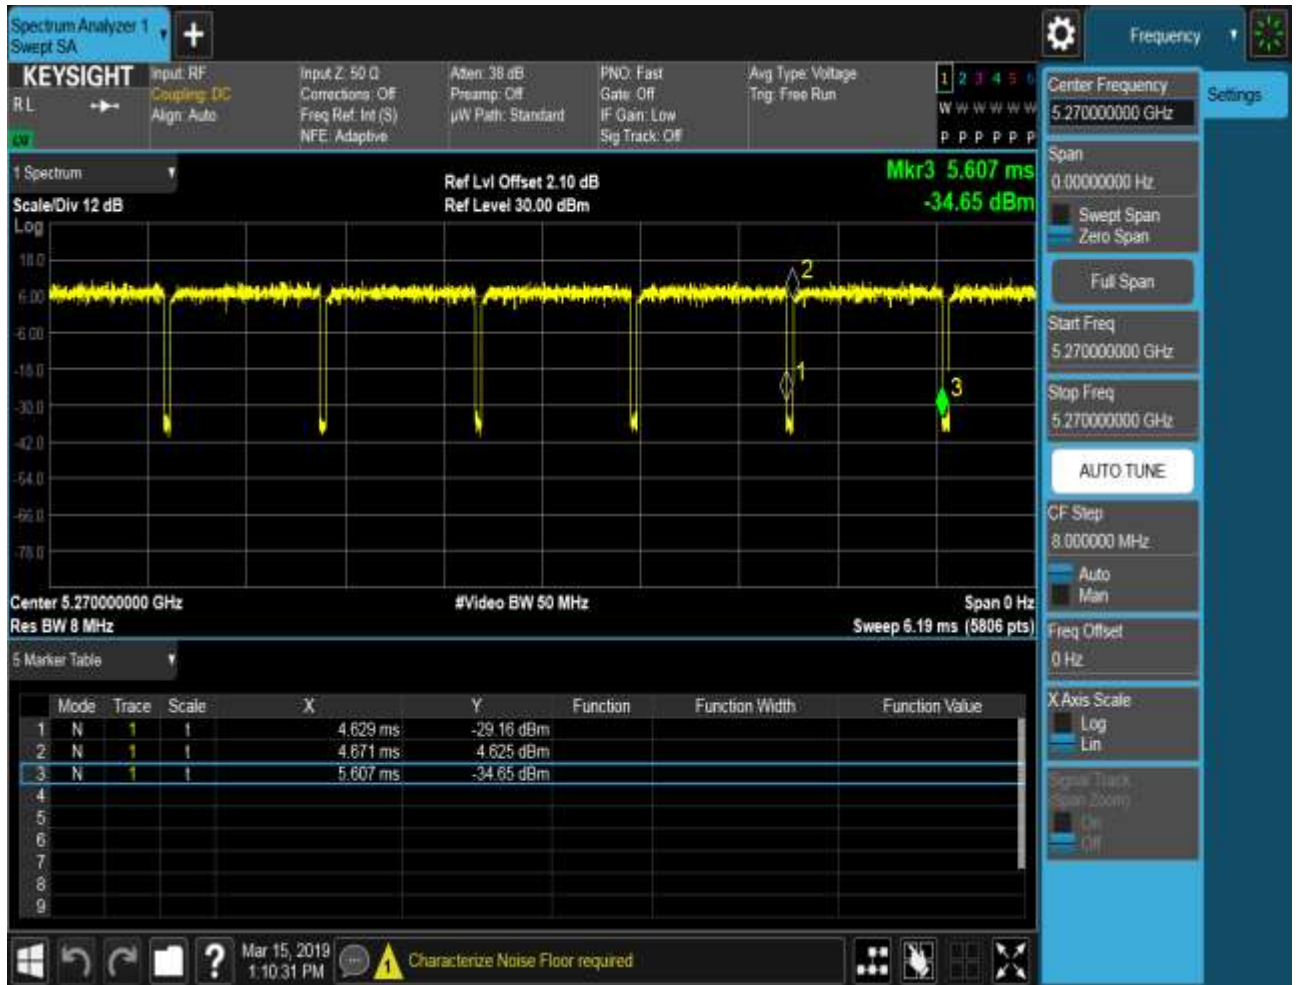 Spectrum Analyzer 1
Swept SA
Frequency
KEYSIGHT
RL
Input: RF
Coupling: DC
Align: Auto
Input Z: 50 Ω
Corrections: Off
Freq Ref: Int (S)
NFE: Adaptive
Atten: 38 dB
Preamp: Off
µW Path: Standard
PNO: Fast
Gate: Off
IF Gain: Low
Sig Track: Off
Avg Type: Voltage
Trig: Free Run
1 2 3 4 5 6
W W W W W W
P P P P P P
1 Spectrum
Scale/Div 12 dB
Ref Lvl Offset 2.10 dB
Ref Level 30.00 dBm
Mkr3 5.607 ms
-34.65 dBm
Log
18.0
6.00
-6.00
-18.0
-30.0
-42.0
-54.0
-66.0
-78.0
2
1
3
Center 5.270000000 GHz
#Video BW 50 MHz
Span 0 Hz
Res BW 8 MHz
Sweep 6.19 ms (5806 pts)
5 Marker Table
Mode Trace Scale X Y Function Function Width Function Value
1 N 1 t 4.629 ms -29.16 dBm
2 N 1 t 4.671 ms 4.625 dBm
3 N 1 t 5.607 ms -34.65 dBm
4
5
6
7
8
9
Mar 15, 2019
1:10:31 PM
?
1
Characterize Noise Floor required
Center Frequency
5.270000000 GHz
Settings
Span
0.00000000 Hz
Swept Span
Zero Span
Full Span
Start Freq
5.270000000 GHz
Stop Freq
5.270000000 GHz
AUTO TUNE
CF Step
8.000000 MHz
Auto
Man
Freq Offset
0 Hz
X Axis Scale
Log
Lin
Signal Track
(Span Zoom)
On
Off